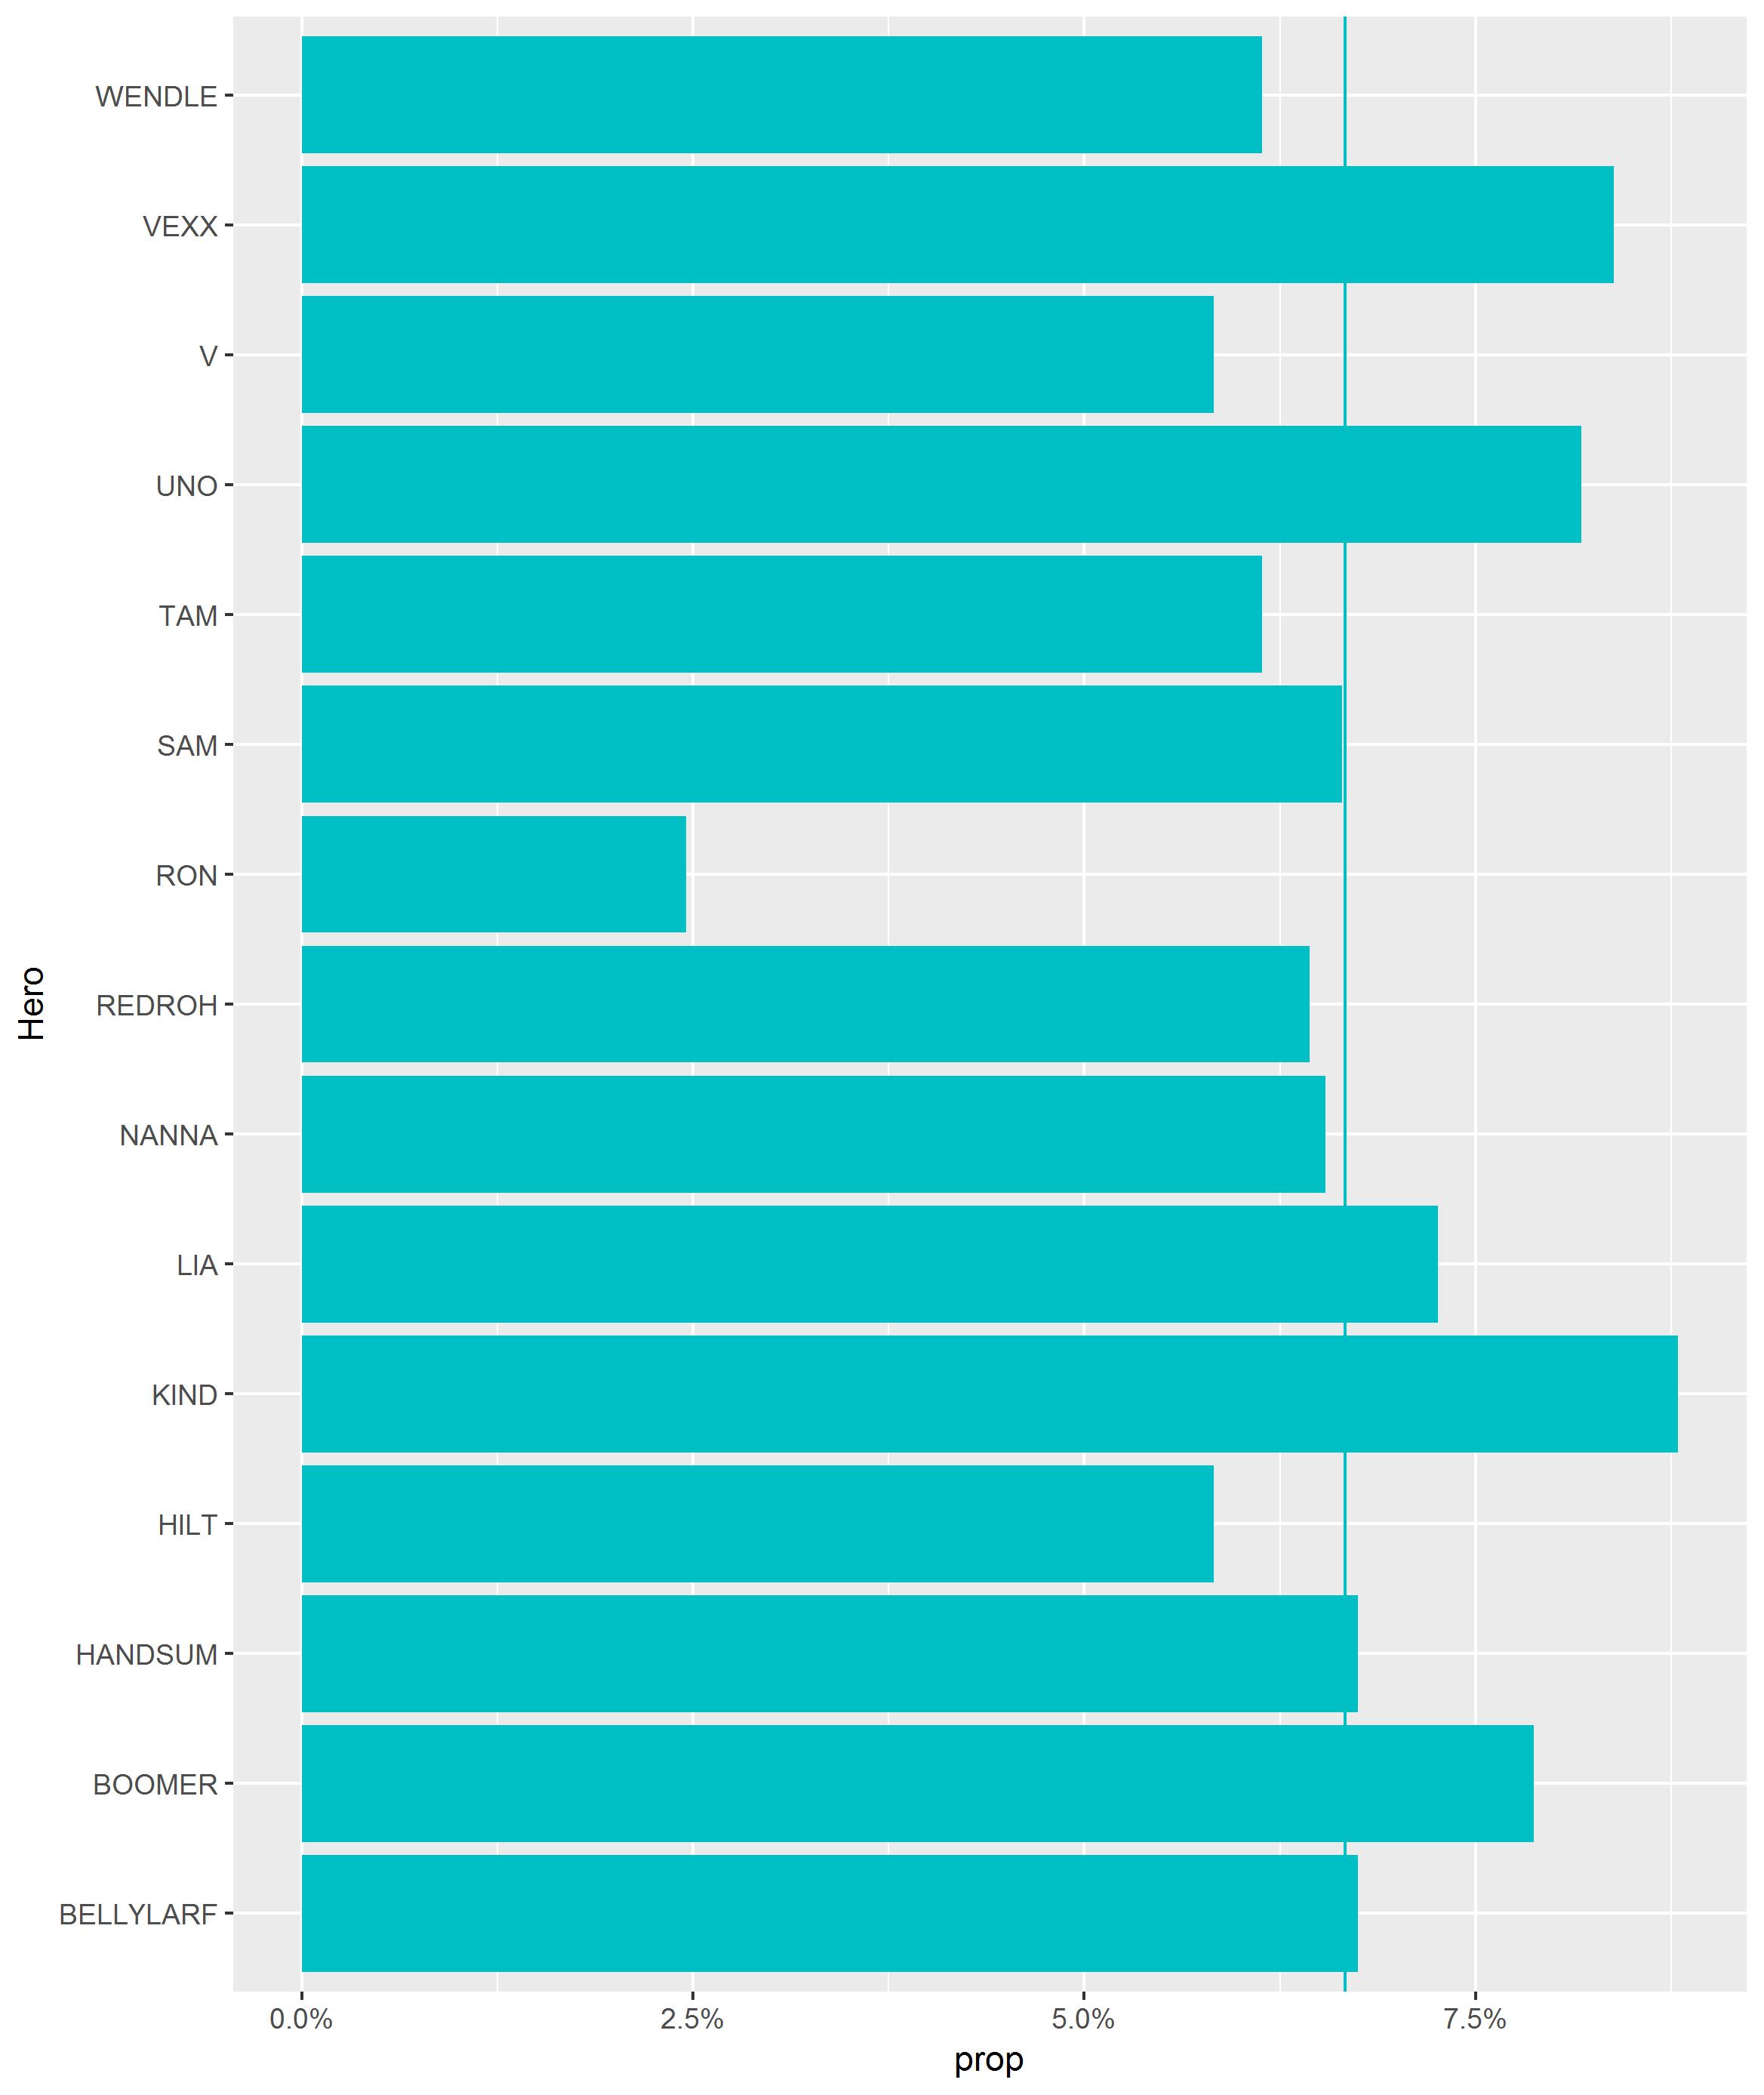 WENDLE
VEXX
V
UNO
TAM
SAM
RON
REDROH
NANNA
LIA
KIND
HILT
HANDSUM
BOOMER
BELLYLARF
Hero
0.0% 2.5% 5.0% 7.5%
prop